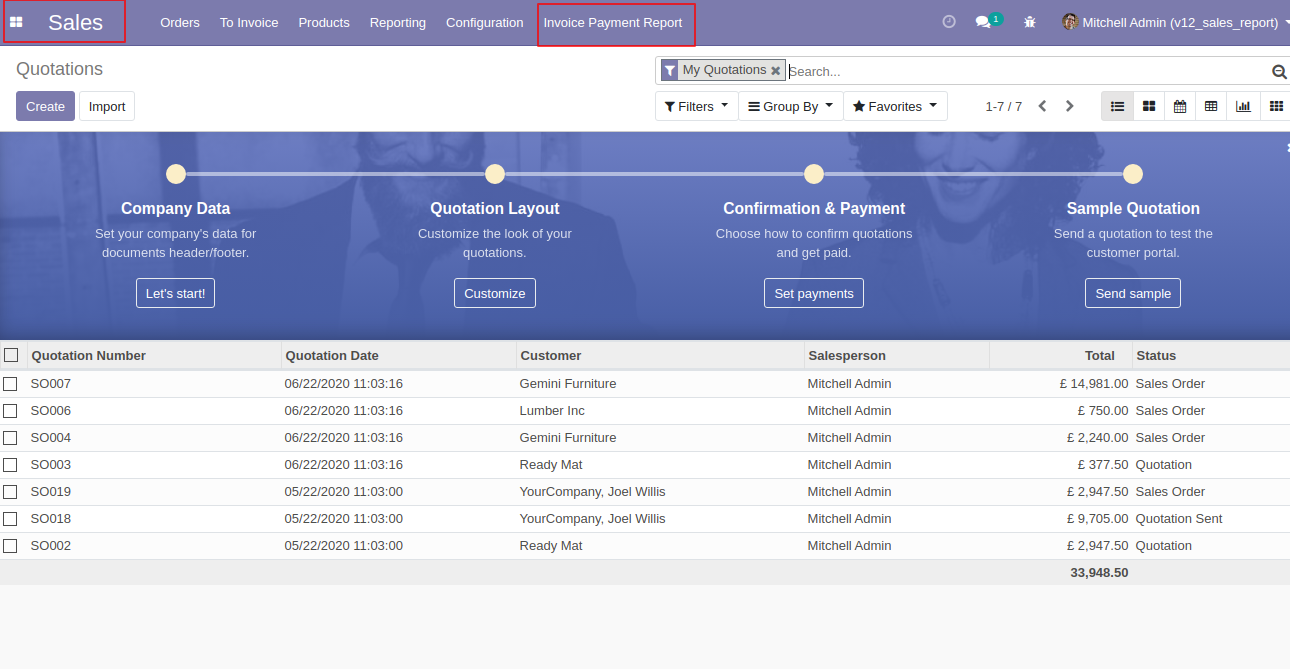 Sales Orders To Invoice Products Reporting Configuration Invoice Payment Report 1 Mitchell Admin (v12_sales_report)
Quotations
My Quotations Search...
Create Import
Filters Group By Favorites 1-7 / 7
Company Data Quotation Layout Confirmation & Payment Sample Quotation
Set your company's data for Customize the look of your Choose how to confirm quotations Send a quotation to test the
documents header/footer. quotations. and get paid. customer portal.
Let's start! Customize Set payments Send sample
Quotation Number Quotation Date Customer Salesperson Total Status
SO007 06/22/2020 11:03:16 Gemini Furniture Mitchell Admin £ 14,981.00 Sales Order
SO006 06/22/2020 11:03:16 Lumber Inc Mitchell Admin £ 750.00 Sales Order
SO004 06/22/2020 11:03:16 Gemini Furniture Mitchell Admin £ 2,240.00 Sales Order
SO003 06/22/2020 11:03:16 Ready Mat Mitchell Admin £ 377.50 Quotation
SO019 05/22/2020 11:03:00 YourCompany, Joel Willis Mitchell Admin £ 2,947.50 Sales Order
SO018 05/22/2020 11:03:00 YourCompany, Joel Willis Mitchell Admin £ 9,705.00 Quotation Sent
SO002 05/22/2020 11:03:00 Ready Mat Mitchell Admin £ 2,947.50 Quotation
33,948.50